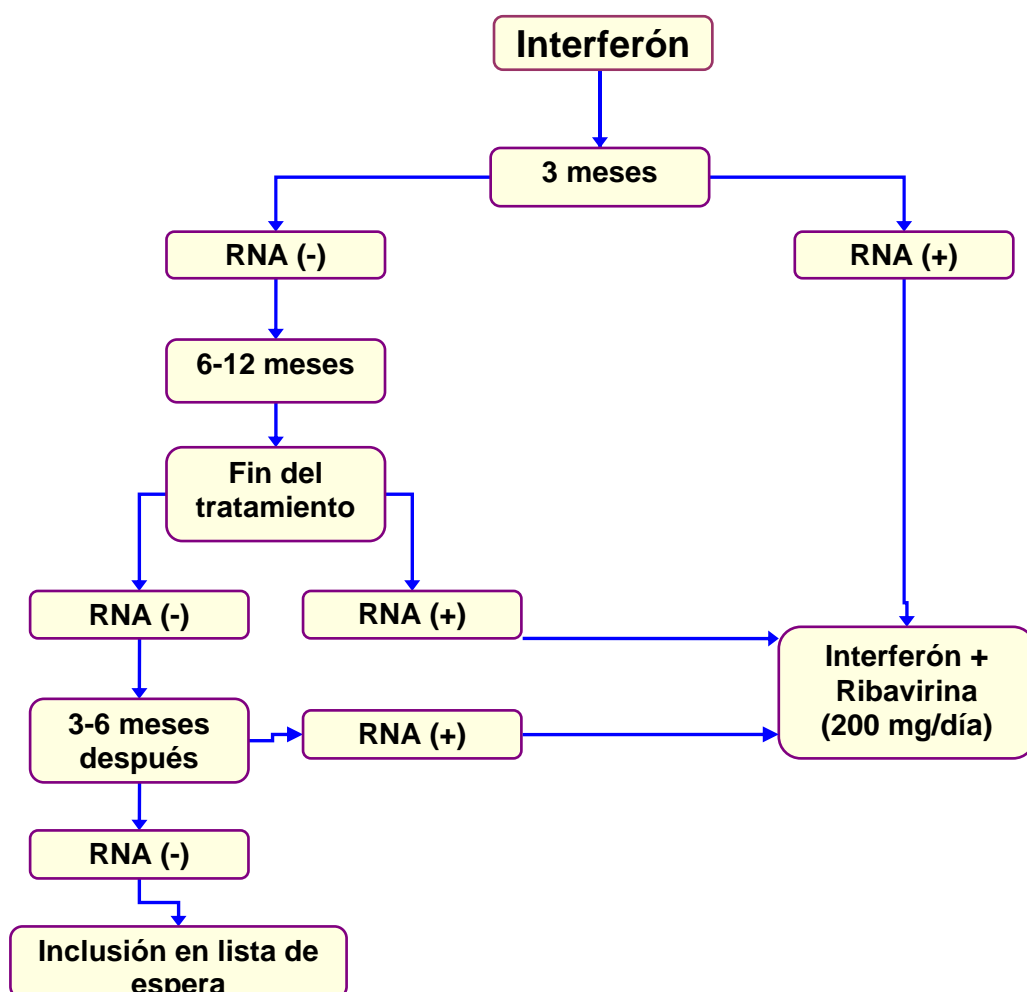 Interferón
3 meses
RNA (-)
RNA (+)
6-12 meses
Fin del
tratamiento
RNA (-)
RNA (+)
Interferón +
Ribavirina
(200 mg/día)
3-6 meses
después
RNA (+)
RNA (-)
Inclusión en lista de
espera